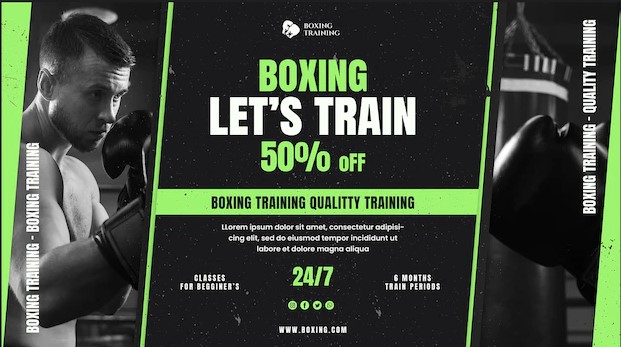 BOXING TRAINING - BOXING TRAINING
BOXING
TRAINING
BOXING
LET'S TRAIN
50% OFF
BOXING TRAINING QUALITTY TRAINING
LLorem ipsum dolor sit amet, consectetur adipisi-
cing elit, sed do eiusmod tempor incididunt ut
labore et dolore magna aliqua
CLASSES
FOR BEGGINER'S
24/7
6 MONTHS
TRAIN PERIODS
WWW.BOXING.COM
BOXING TRAINING - QUALITY TRAINING